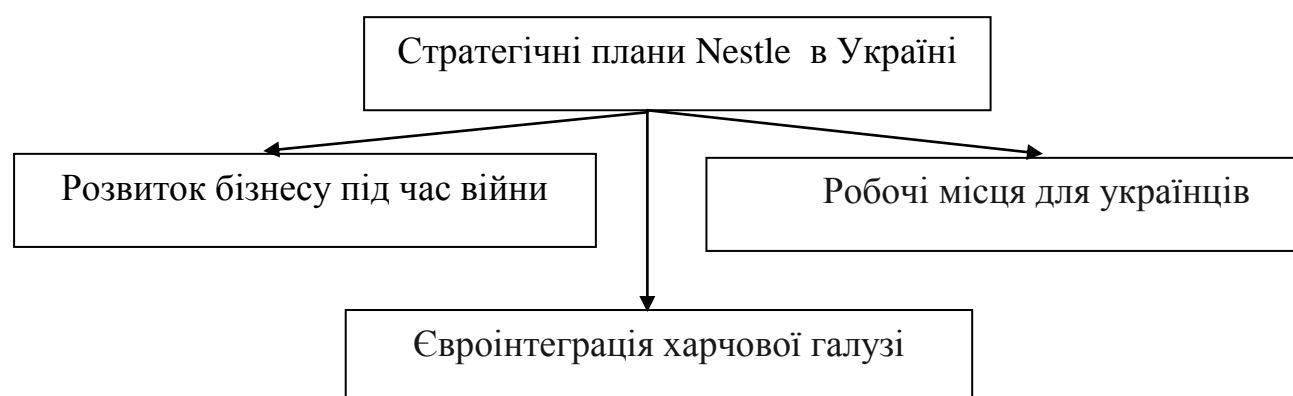 Стратегічні плани Nestle в Україні
Розвиток бізнесу під час війни
Робочі місця для українців
Євроінтеграція харчової галузі